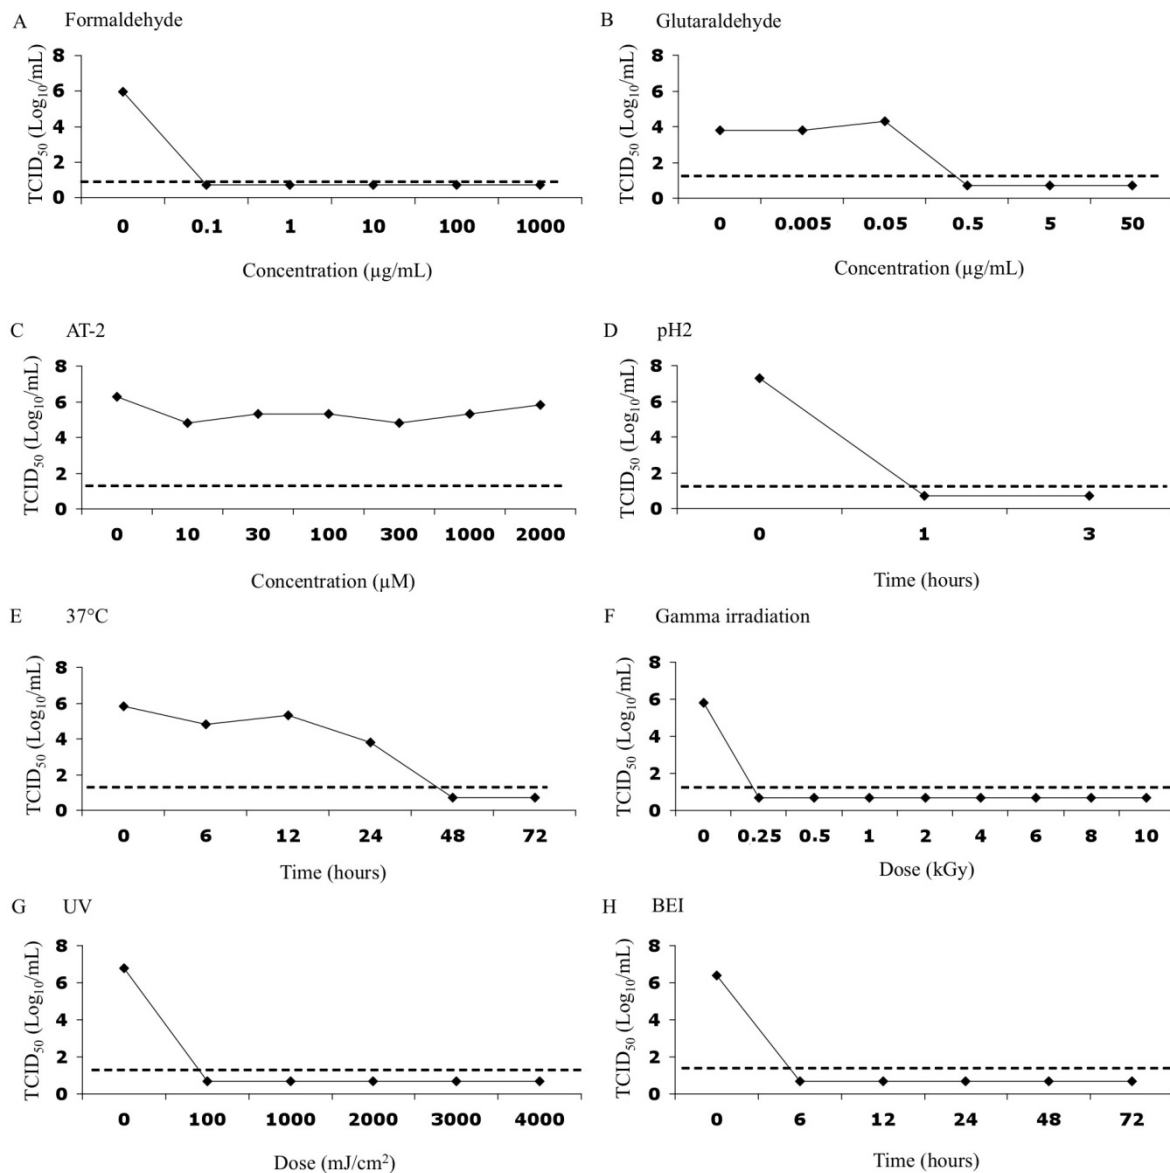 A Formaldehyde
TCID50 (Log10/mL)
8
6
4
2
0
0 0.1 1 10 100 1000
Concentration (µg/mL)
B Glutaraldehyde
TCID50 (Log10/mL)
8
6
4
2
0
0 0.005 0.05 0.5 5 50
Concentration (µg/mL)
C AT-2
TCID50 (Log10/mL)
8
6
4
2
0
0 10 30 100 300 1000 2000
Concentration (µM)
D pH2
TCID50 (Log10/mL)
8
6
4
2
0
0 1 3
Time (hours)
E 37°C
TCID50 (Log10/mL)
8
6
4
2
0
0 6 12 24 48 72
Time (hours)
F Gamma irradiation
TCID50 (Log10/mL)
8
6
4
2
0
0 0.25 0.5 1 2 4 6 8 10
Dose (kGy)
G UV
TCID50 (Log10/mL)
8
6
4
2
0
0 100 1000 2000 3000 4000
Dose (mJ/cm²)
H BEI
TCID50 (Log10/mL)
8
6
4
2
0
0 6 12 24 48 72
Time (hours)